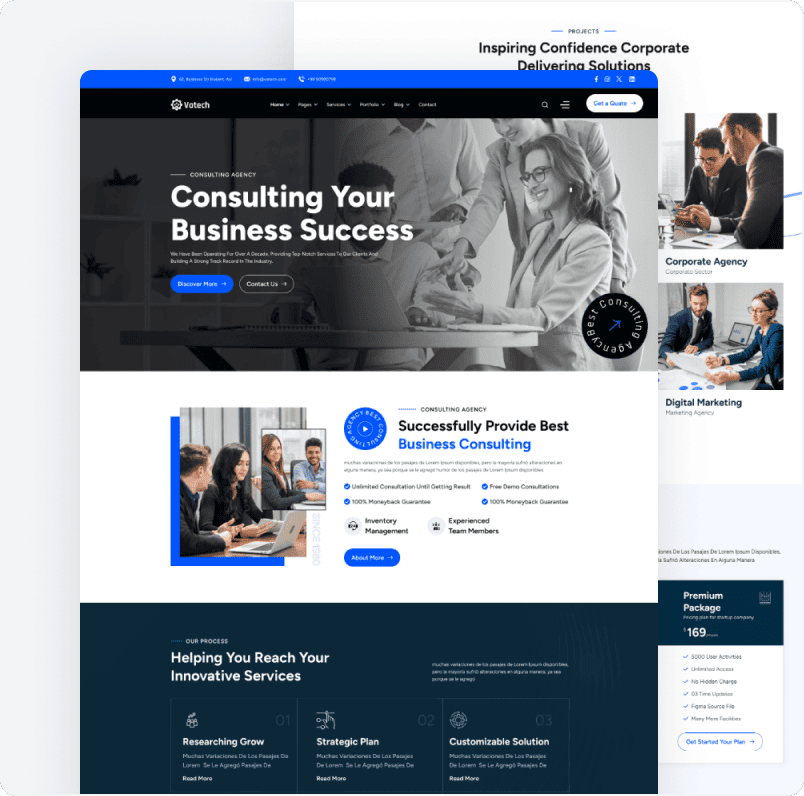 PROJECTS
Inspiring Confidence Corporate
Delivering Solutions
info@vatech.com
Vatech
Home
Pages
Services
Portfolio
Blog
Contact
Get a Quate
CONSULTING AGENCY
Consulting Your
Business Success
We Have Been Operating For Over A Decade, Providing Top-Notch Services To Our Clients And
Building A Strong Track Record In The Industry.
Discover More
Contact Us
Best Consulting Agency
Corporate Agency
Corporate Sector
Digital Marketing
Marketing Agency
AGENCY BEST CONSULTING
CONSULTING AGENCY
Successfully Provide Best
Business Consulting
muchas variaciones de los pasajes de Lorem Ipsum disponibles, pero la mayoría sufrió alteraciones en
alguna manera, ya sea porque se le agregó humor de los pasajes de Lorem Ipsum disponibles
Unlimited Consultation Until Getting Result
Free Demo Consultations
100% Moneyback Guarantee
100% Moneyback Guarantee
Inventory
Management
Experienced
Team Members
About More
SINCE 1980
iones De Los Pasajes De Lorem Ipsum Disponibles,
ía Sufrió Alteraciones En Alguna Manera
Premium
Package
Pricing plan for startup company
$169
5000 User Activities
Unlimited Access
No Hidden Charge
03 Time Updates
Figma Source File
Many More Facilities
Get Started Your Plan
OUR PROCESS
Helping You Reach Your
Innovative Services
muchas variaciones de los pasajes de Lorem Ipsum disponibles,
pero la mayoría sufrió alteraciones en alguna manera, ya sea
porque se le agregó
01
Researching Grow
Muchas Variaciones De Los Pasajes De
Lorem Se Le Agregó Pasajes De
Read More
02
Strategic Plan
Muchas Variaciones De Los Pasajes
De Lorem Se Le Agregó Pasajes De
Read More
03
Customizable Solution
Muchas Variaciones De Los Pasajes
De Lorem Se Le Agregó Pasajes De
Read More